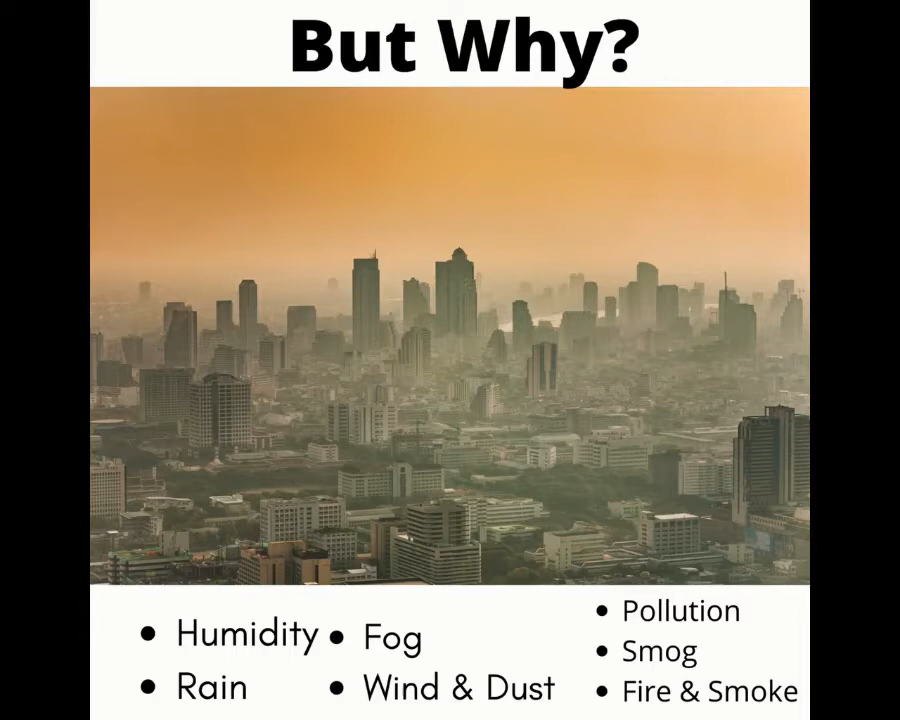 But Why?
• Humidity
• Rain
• Fog
• Wind & Dust
• Pollution
• Smog
• Fire & Smoke